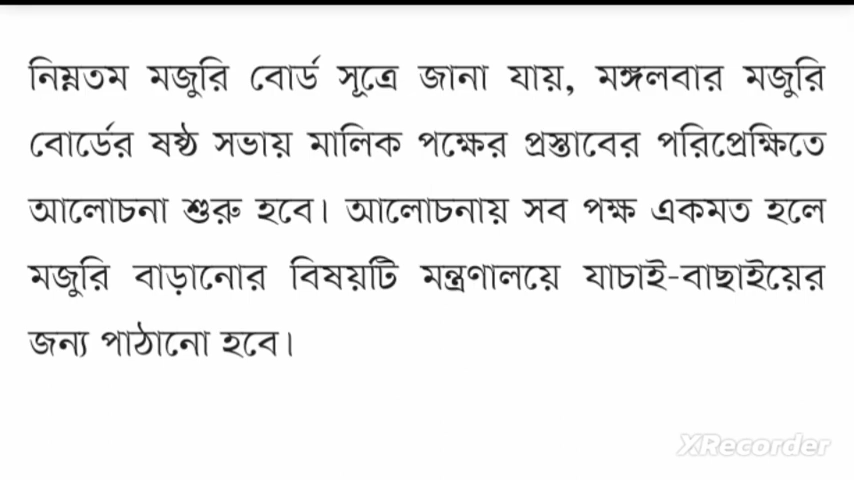 নিম্নতম মজুরি বোর্ড সূত্রে জানা যায়, মঙ্গলবার মজুরি
বোর্ডের ষষ্ঠ সভায় মালিক পক্ষের প্রস্তাবের পরিপ্রেক্ষিতে
আলোচনা শুরু হবে। আলোচনায় সব পক্ষ একমত হলে
মজুরি বাড়ানোর বিষয়টি মন্ত্রণালয়ে যাচাই-বাছাইয়ের
জন্য পাঠানো হবে।
XRecorder